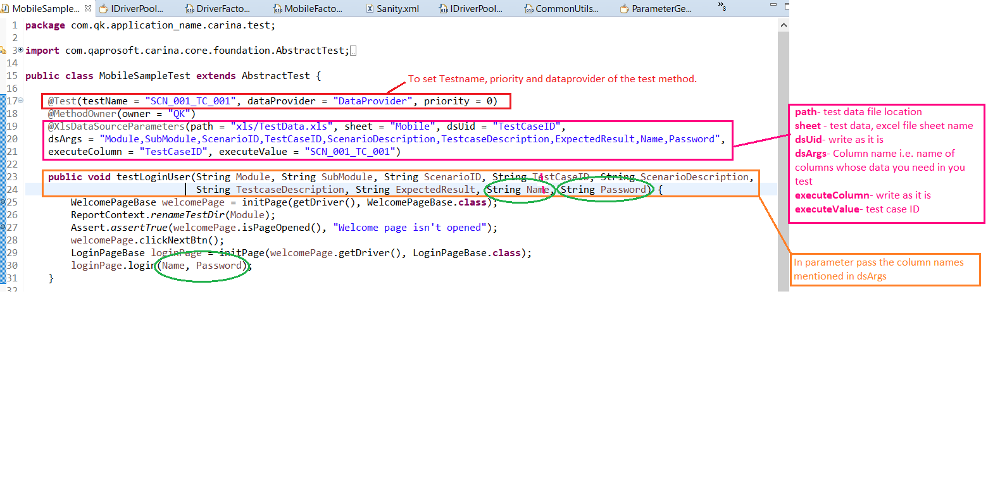 MobileSample... IDriverPool... DriverFacto... MobileFacto... Sanity.xml IDriverPool... CommonUtils... ParameterGe... »8
1 package com.qk.application_name.carina.test;
2
3 import com.qaprosoft.carina.core.foundation.AbstractTest;
14
15 public class MobileSampleTest extends AbstractTest {
16
To set Testname, priority and dataprovider of the test method.
17 @Test(testName = "SCN_001_TC_001", dataProvider = "DataProvider", priority = 0)
18 @MethodOwner(owner = "QK")
19 @XlsDataSourceParameters(path = "xls/TestData.xls", sheet = "Mobile", dsUid = "TestCaseID",
20 dsArgs = "Module,SubModule,ScenarioID,TestCaseID,ScenarioDescription,TestcaseDescription,ExpectedResult,Name,Password",
21 executeColumn = "TestCaseID", executeValue = "SCN_001_TC_001")
22
23 public void testLoginUser(String Module, String SubModule, String ScenarioID, String TestCaseID, String ScenarioDescription,
24 String TestcaseDescription, String ExpectedResult, String Name, String Password) {
25 WelcomePageBase welcomePage = initPage(getDriver(), WelcomePageBase.class);
26 ReportContext.renameTestDir(Module);
27 Assert.assertTrue(welcomePage.isPageOpened(), "Welcome page isn't opened");
28 welcomePage.clickNextBtn();
29 LoginPageBase loginPage = initPage(welcomePage.getDriver(), LoginPageBase.class);
30 loginPage.login(Name, Password);
31 }
32
path- test data file location
sheet - test data, excel file sheet name
dsUid- write as it is
dsArgs- Column name i.e. name of
columns whose data you need in you
test
executeColumn- write as it is
executeValue- test case ID
In parameter pass the column names
mentioned in dsArgs